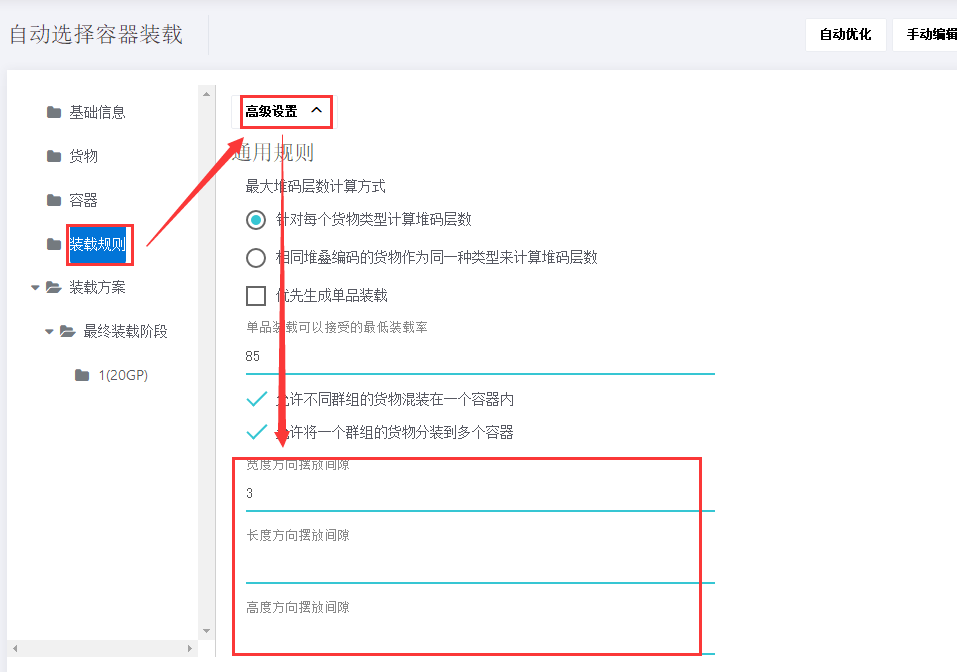 自动选择容器装载
自动优化
手动编辑
基础信息
货物
容器
装载规则
装载方案
最终装载阶段
1(20GP)
高级设置
通用规则
最大堆码层数计算方式
针对每个货物类型计算堆码层数
相同堆叠编码的货物作为同一种类型来计算堆码层数
优先生成单品装载
单品装载可以接受的最低装载率
85
允许不同群组的货物混装在一个容器内
允许将一个群组的货物分装到多个容器
宽度方向摆放间隙
3
长度方向摆放间隙
高度方向摆放间隙